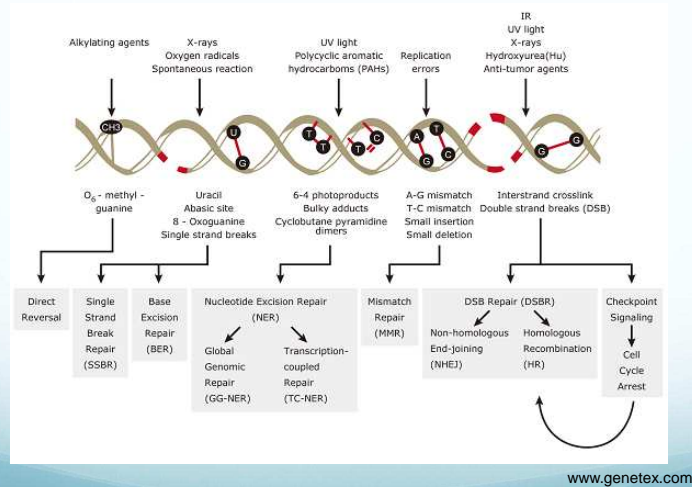 Alkylating agents
X-rays
Oxygen radicals
Spontaneous reaction
UV light
Polycyclic aromatic
hydrocarboms (PAHs)
Replication
errors
IR
UV light
X-rays
Hydroxyurea(Hu)
Anti-tumor agents
CH3
U
G
T
T
C
T
A
T
G
C
G
G
O6 - methyl -
guanine
Uracil
Abasic site
8 - Oxoguanine
Single strand breaks
6-4 photoproducts
Bulky adducts
Cyclobutane pyramidine
dimers
A-G mismatch
T-C mismatch
Small insertion
Small deletion
Interstrand crosslink
Double strand breaks (DSB)
Direct
Reversal
Single
Strand
Break
Repair
(SSBR)
Base
Excision
Repair
(BER)
Nucleotide Excision Repair
(NER)
Global
Genomic
Repair
(GG-NER)
Transcription-
coupled
Repair
(TC-NER)
Mismatch
Repair
(MMR)
DSB Repair (DSBR)
Non-homologous
End-joining
(NHEJ)
Homologous
Recombination
(HR)
Checkpoint
Signaling
Cell
Cycle
Arrest
www.genetex.com